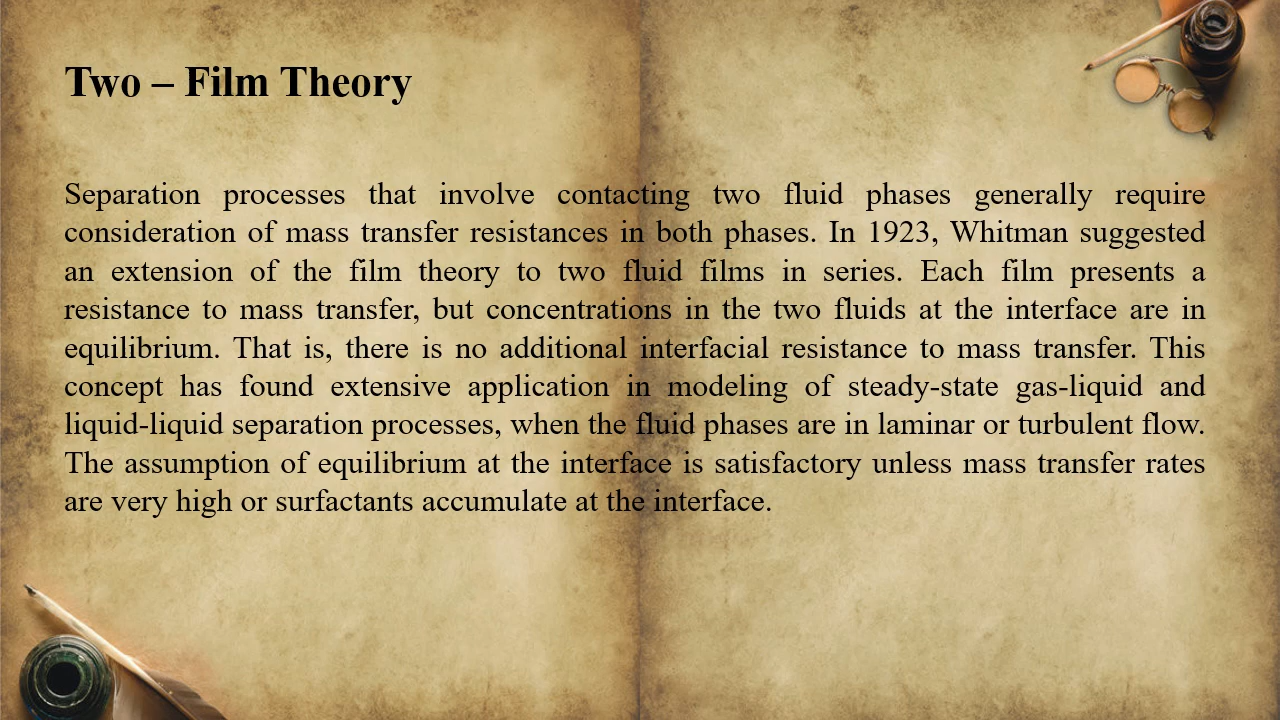 Two – Film Theory
Separation processes that involve contacting two fluid phases generally require
consideration of mass transfer resistances in both phases. In 1923, Whitman suggested
an extension of the film theory to two fluid films in series. Each film presents a
resistance to mass transfer, but concentrations in the two fluids at the interface are in
equilibrium. That is, there is no additional interfacial resistance to mass transfer. This
concept has found extensive application in modeling of steady-state gas-liquid and
liquid-liquid separation processes, when the fluid phases are in laminar or turbulent flow.
The assumption of equilibrium at the interface is satisfactory unless mass transfer rates
are very high or surfactants accumulate at the interface.